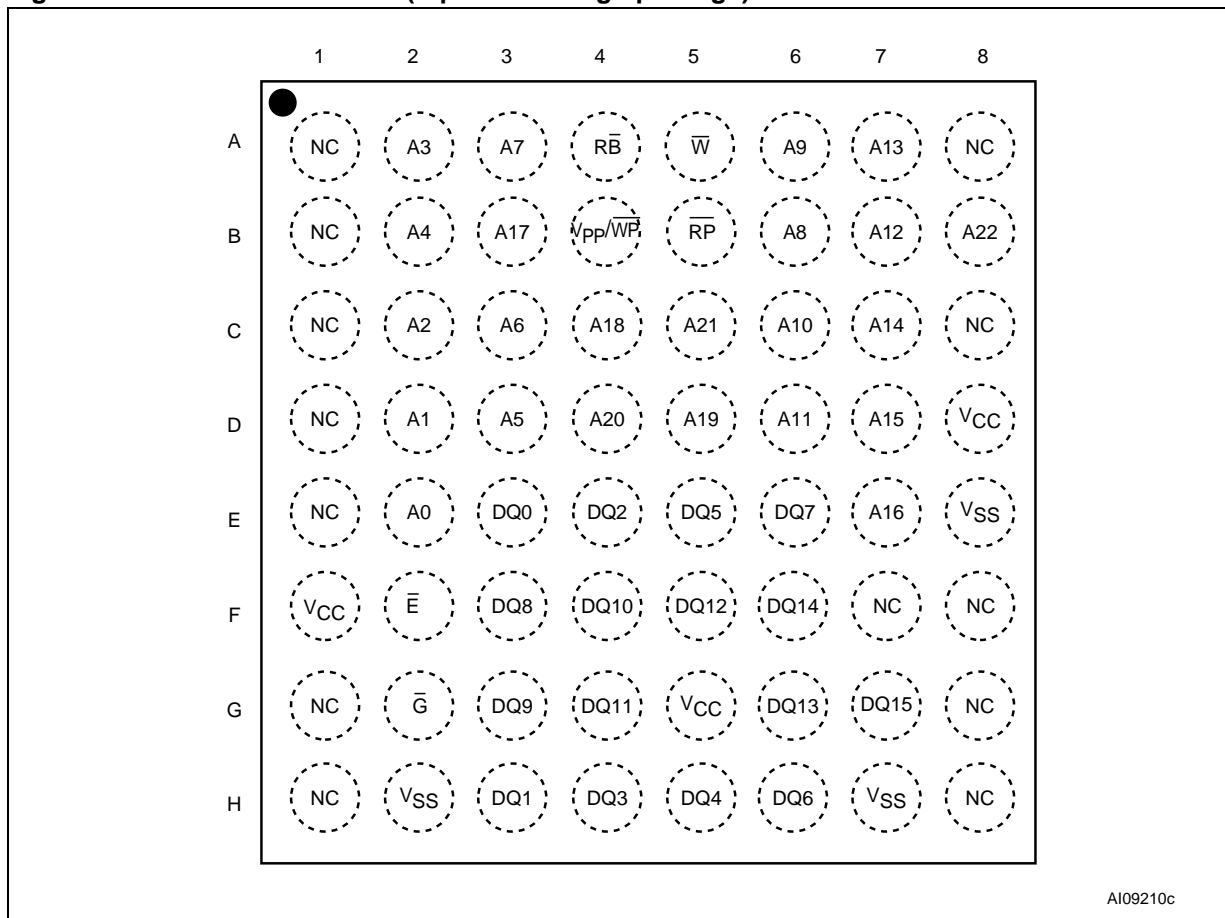 1 2 3 4 5 6 7 8
A NC A3 A7 RB̅ W̅ A9 A13 NC
B NC A4 A17 VPP/W̅P̅ R̅P̅ A8 A12 A22
C NC A2 A6 A18 A21 A10 A14 NC
D NC A1 A5 A20 A19 A11 A15 VCC
E NC A0 DQ0 DQ2 DQ5 DQ7 A16 VSS
F VCC E̅ DQ8 DQ10 DQ12 DQ14 NC NC
G NC G̅ DQ9 DQ11 VCC DQ13 DQ15 NC
H NC VSS DQ1 DQ3 DQ4 DQ6 VSS NC
AI09210c